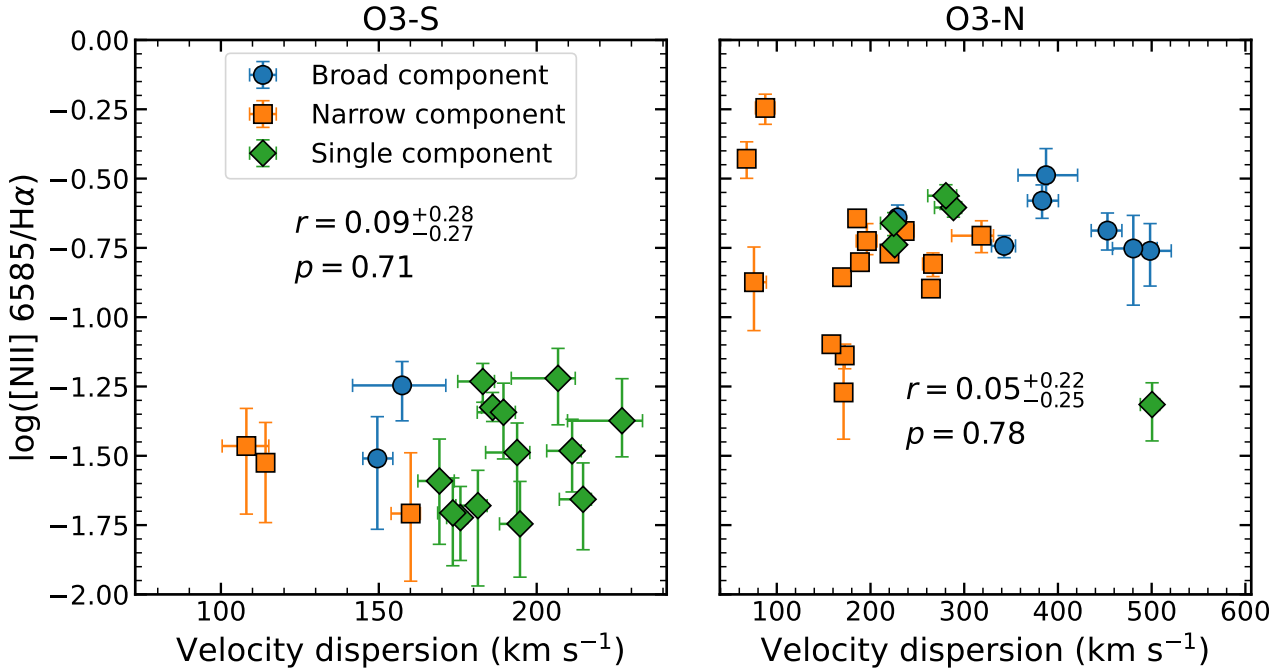 O3-S
O3-N
0.00
−0.25
−0.50
−0.75
−1.00
−1.25
−1.50
−1.75
−2.00
log([NII] 6585/Hα)
Broad component
Narrow component
Single component
r = 0.09 +0.28 −0.27
p = 0.71
r = 0.05 +0.22 −0.25
p = 0.78
100 150 200
100 200 300 400 500 600
Velocity dispersion (km s⁻¹)
Velocity dispersion (km s⁻¹)